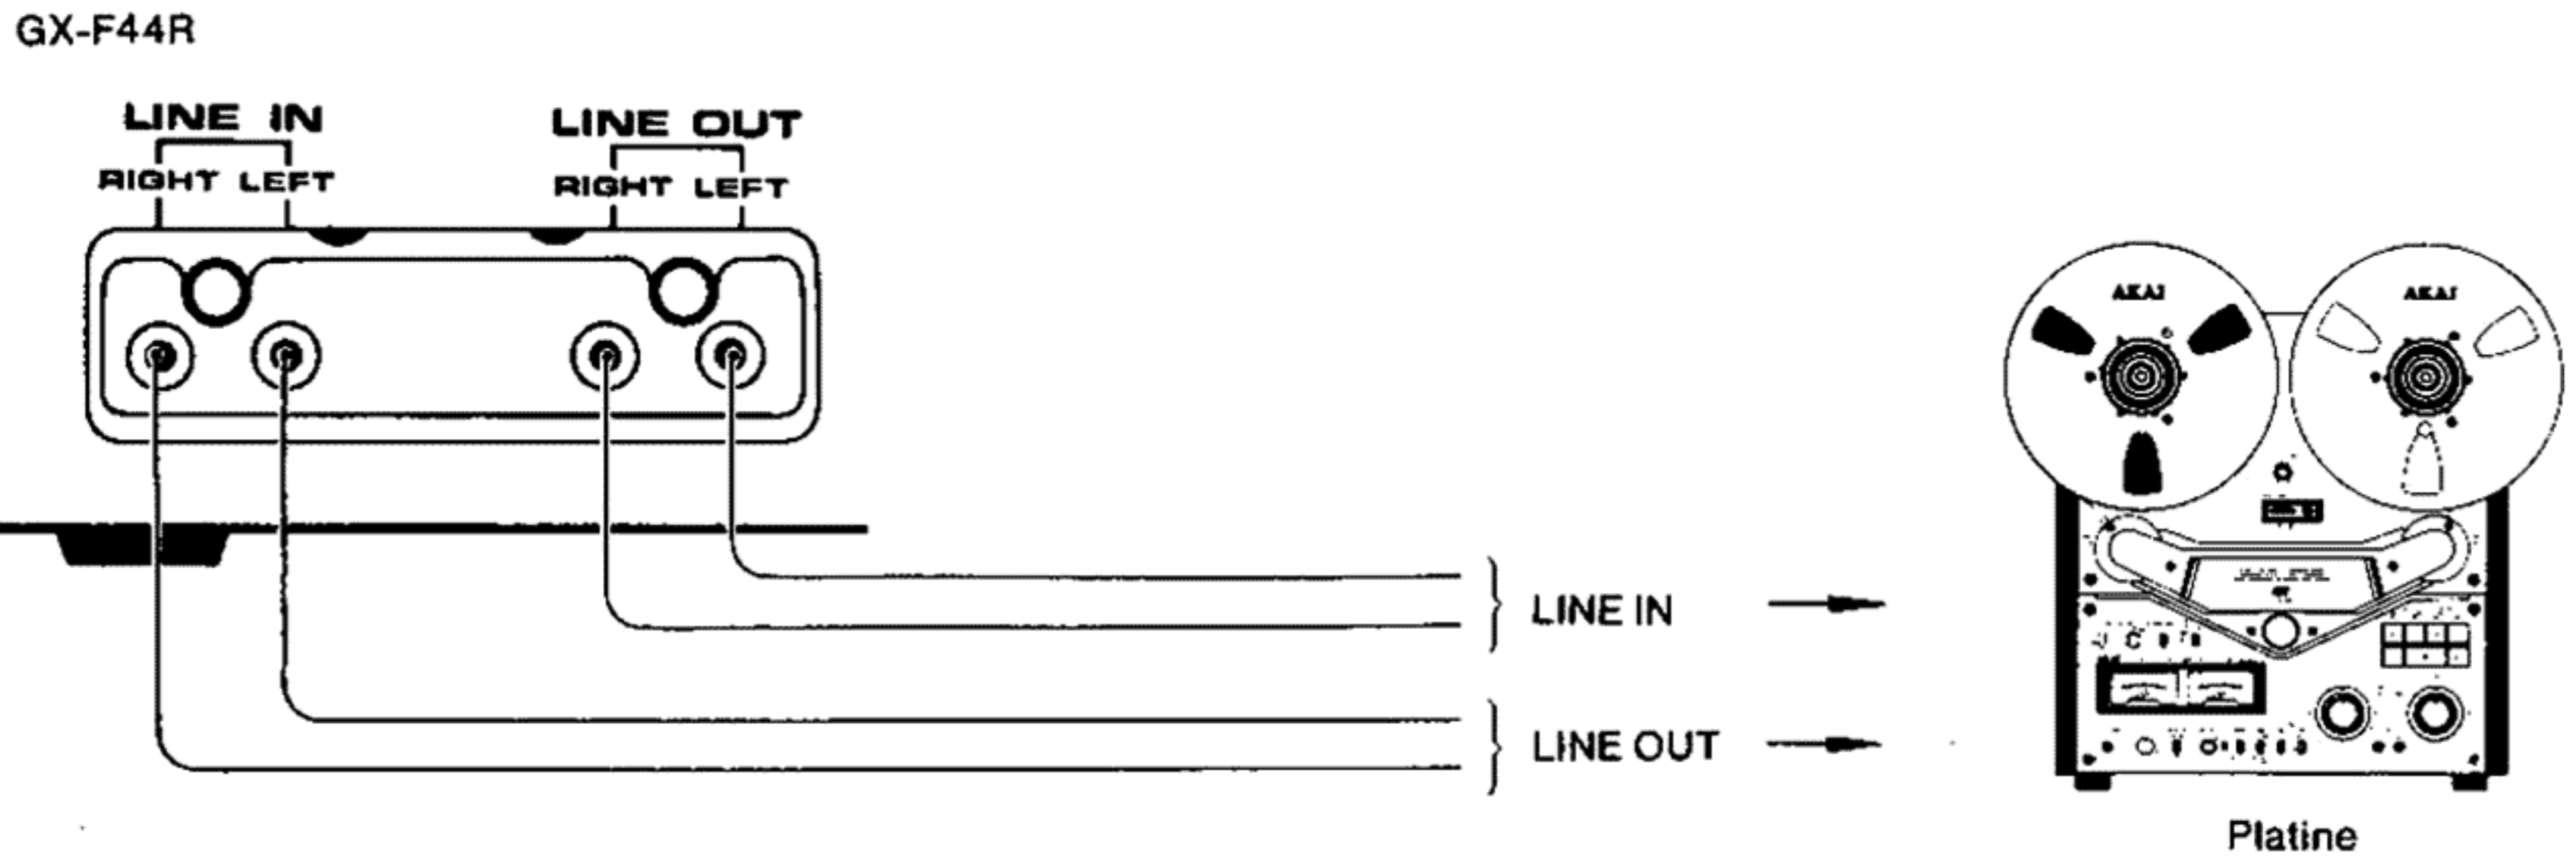 GX-F44R
LINE IN
LINE OUT
RIGHT LEFT
RIGHT LEFT
AKAI
AKAI
LINE IN
LINE OUT
Platine